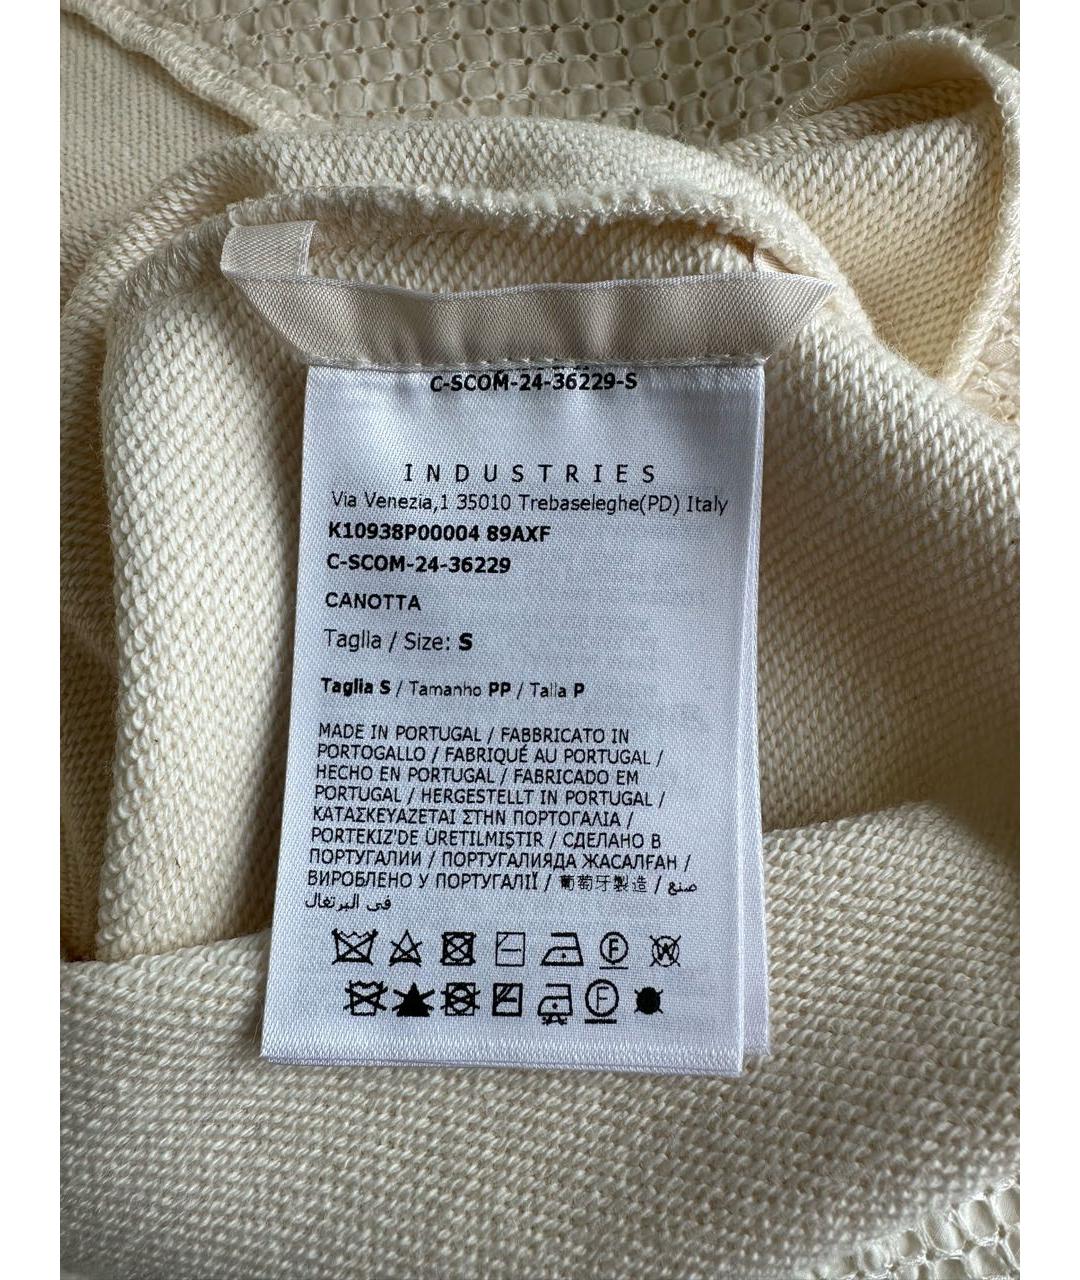 C-SCOM-24-36229-S
INDUSTRIES
Via Venezia,1 35010 Trebaseleghe(PD) Italy
K10938P00004 89AXF
C-SCOM-24-36229
CANOTTA
Taglia / Size: S
Taglia S / Tamanho PP / Talla P
MADE IN PORTUGAL / FABBRICATO IN
PORTOGALLO / FABRIQUÉ AU PORTUGAL /
HECHO EN PORTUGAL / FABRICADO EM
PORTUGAL / HERGESTELLT IN PORTUGAL /
ΚΑΤΑΣΚΕΥΑΖΕΤΑΙ ΣΤΗΝ ΠΟΡΤΟΓΑΛΙΑ /
PORTEKIZ'DE ÜRETILMIŞTIR / СДЕЛАНО В
ПОРТУГАЛИИ / ПОРТУГАЛИЯДА ЖАСАЛҒАН /
ВИРОБЛЕНО У ПОРТУГАЛІЇ / 葡萄牙製造 / صنع
في البرتغال
F W
F